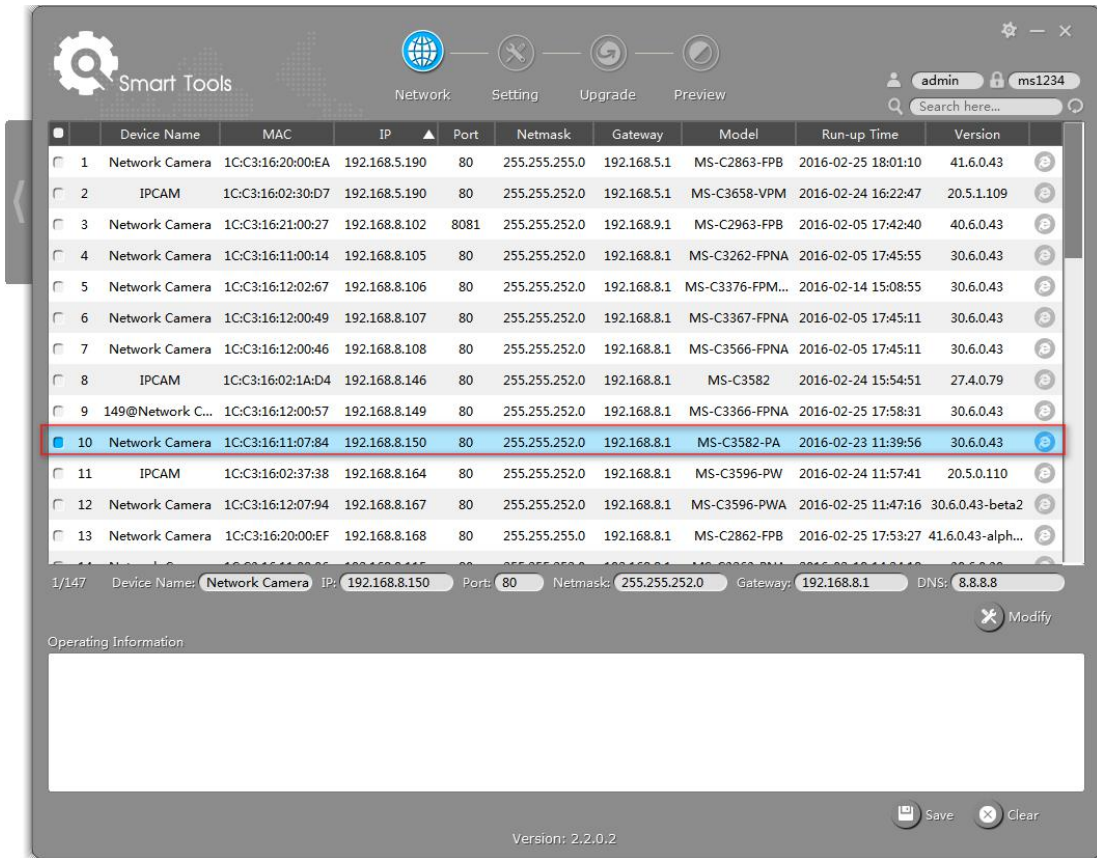 Smart Tools
Network Setting Upgrade Preview
admin ms1234
Search here...
Device Name MAC IP Port Netmask Gateway Model Run-up Time Version
1 Network Camera 1C:C3:16:20:00:EA 192.168.5.190 80 255.255.255.0 192.168.5.1 MS-C2863-FPB 2016-02-25 18:01:10 41.6.0.43
2 IPCAM 1C:C3:16:02:30:D7 192.168.5.190 80 255.255.255.0 192.168.5.1 MS-C3658-VPM 2016-02-24 16:22:47 20.5.1.109
3 Network Camera 1C:C3:16:21:00:27 192.168.8.102 8081 255.255.252.0 192.168.9.1 MS-C2963-FPB 2016-02-05 17:42:40 40.6.0.43
4 Network Camera 1C:C3:16:11:00:14 192.168.8.105 80 255.255.252.0 192.168.8.1 MS-C3262-FPNA 2016-02-05 17:45:55 30.6.0.43
5 Network Camera 1C:C3:16:12:02:67 192.168.8.106 80 255.255.252.0 192.168.8.1 MS-C3376-FPM... 2016-02-14 15:08:55 30.6.0.43
6 Network Camera 1C:C3:16:12:00:49 192.168.8.107 80 255.255.252.0 192.168.8.1 MS-C3367-FPNA 2016-02-05 17:45:11 30.6.0.43
7 Network Camera 1C:C3:16:12:00:46 192.168.8.108 80 255.255.252.0 192.168.8.1 MS-C3566-FPNA 2016-02-05 17:45:11 30.6.0.43
8 IPCAM 1C:C3:16:02:1A:D4 192.168.8.146 80 255.255.252.0 192.168.8.1 MS-C3582 2016-02-24 15:54:51 27.4.0.79
9 149@Network C... 1C:C3:16:12:00:57 192.168.8.149 80 255.255.252.0 192.168.8.1 MS-C3366-FPNA 2016-02-25 17:58:31 30.6.0.43
10 Network Camera 1C:C3:16:11:07:84 192.168.8.150 80 255.255.252.0 192.168.8.1 MS-C3582-PA 2016-02-23 11:39:56 30.6.0.43
11 IPCAM 1C:C3:16:02:37:38 192.168.8.164 80 255.255.252.0 192.168.8.1 MS-C3596-PW 2016-02-24 11:57:41 20.5.0.110
12 Network Camera 1C:C3:16:12:07:94 192.168.8.167 80 255.255.252.0 192.168.8.1 MS-C3596-PWA 2016-02-25 11:47:16 30.6.0.43-beta2
13 Network Camera 1C:C3:16:20:00:EF 192.168.8.168 80 255.255.252.0 192.168.8.1 MS-C2862-FPB 2016-02-25 17:53:27 41.6.0.43-alph...
1/147 Device Name: Network Camera IP: 192.168.8.150 Port: 80 Netmask: 255.255.252.0 Gateway: 192.168.8.1 DNS: 8.8.8.8
Modify
Operating Information
Save Clear
Version: 2.2.0.2